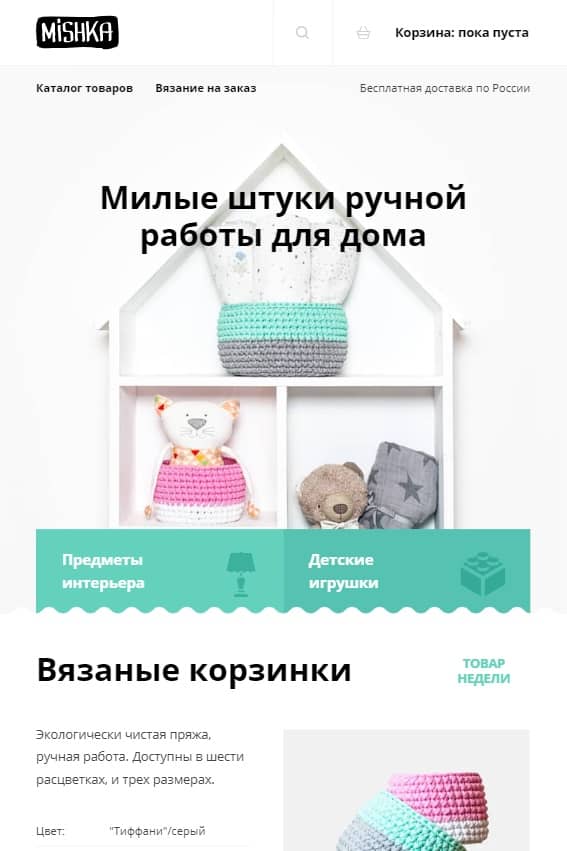 MiSHKA
Корзина: пока пуста
Каталог товаров
Вязание на заказ
Бесплатная доставка по России
Милые штуки ручной
работы для дома
Предметы
интерьера
Детские
игрушки
Вязаные корзинки
ТОВАР
НЕДЕЛИ
Экологически чистая пряжа,
ручная работа. Доступны в шести
расцветках, и трех размерах.
Цвет: "Тиффани"/серый